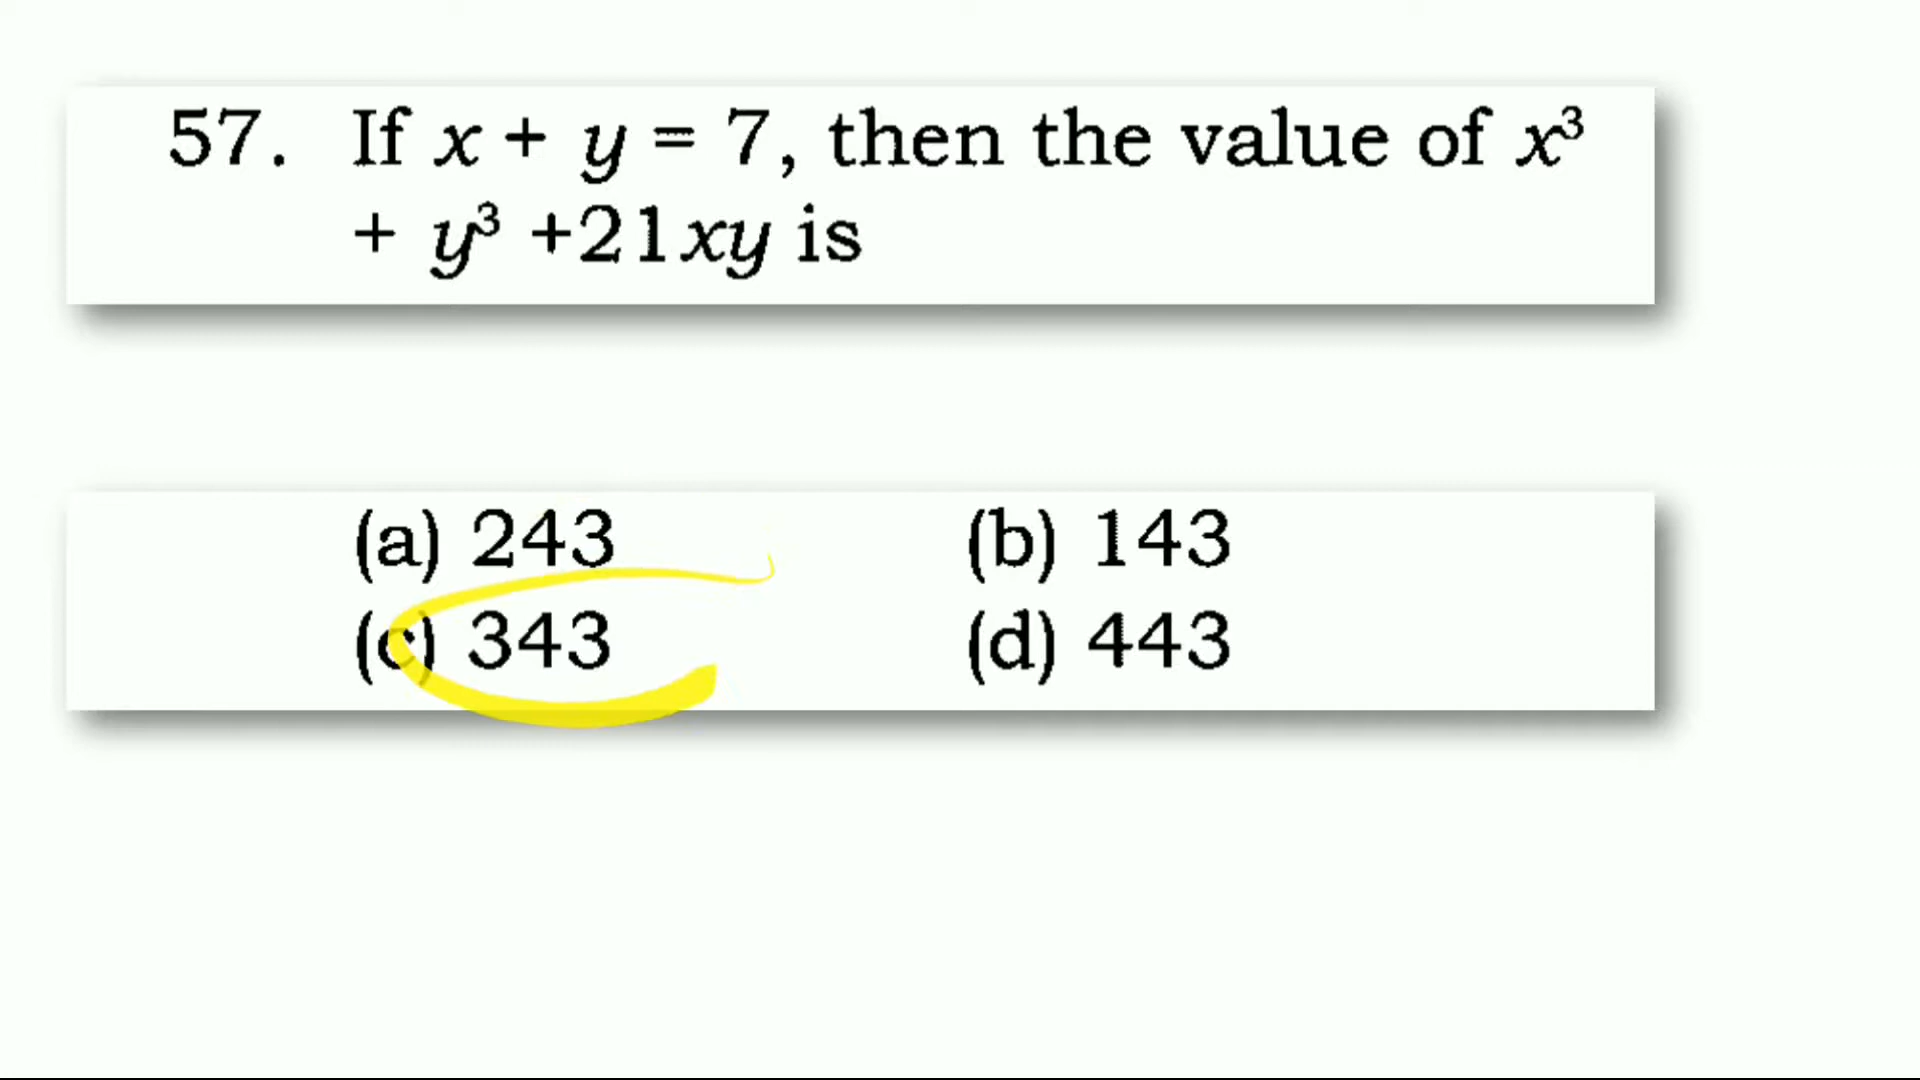 57. If x + y = 7, then the value of x³
+ y³ +21xy is
(a) 243 (b) 143
(c) 343 (d) 443